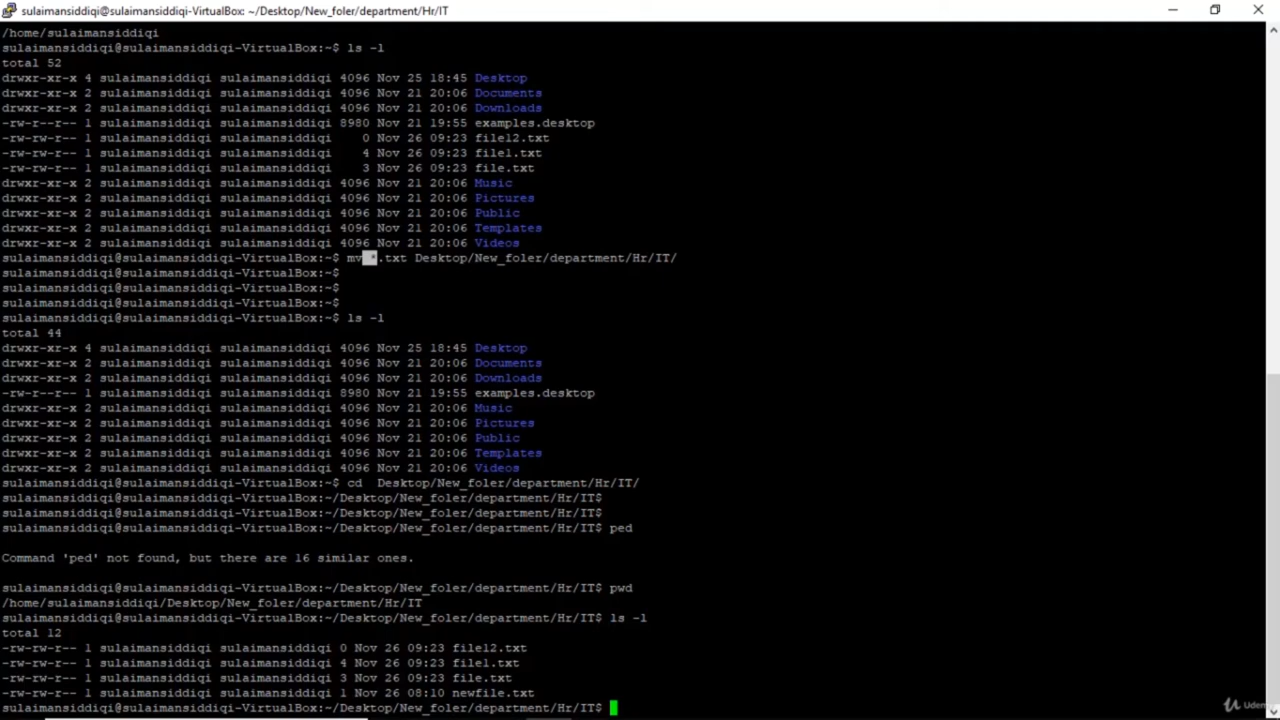 sulaimansiddiqi@sulaimansiddiqi-VirtualBox: ~/Desktop/New_foler/department/Hr/IT
/home/sulaimansiddiqi
sulaimansiddiqi@sulaimansiddiqi-VirtualBox:~$ ls -l
total 52
drwxr-xr-x 4 sulaimansiddiqi sulaimansiddiqi 4096 Nov 25 18:45 Desktop
drwxr-xr-x 2 sulaimansiddiqi sulaimansiddiqi 4096 Nov 21 20:06 Documents
drwxr-xr-x 2 sulaimansiddiqi sulaimansiddiqi 4096 Nov 21 20:06 Downloads
-rw-r--r-- 1 sulaimansiddiqi sulaimansiddiqi 8980 Nov 21 19:55 examples.desktop
-rw-rw-r-- 1 sulaimansiddiqi sulaimansiddiqi    0 Nov 26 09:23 file12.txt
-rw-rw-r-- 1 sulaimansiddiqi sulaimansiddiqi    4 Nov 26 09:23 file1.txt
-rw-rw-r-- 1 sulaimansiddiqi sulaimansiddiqi    3 Nov 26 09:23 file.txt
drwxr-xr-x 2 sulaimansiddiqi sulaimansiddiqi 4096 Nov 21 20:06 Music
drwxr-xr-x 2 sulaimansiddiqi sulaimansiddiqi 4096 Nov 21 20:06 Pictures
drwxr-xr-x 2 sulaimansiddiqi sulaimansiddiqi 4096 Nov 21 20:06 Public
drwxr-xr-x 2 sulaimansiddiqi sulaimansiddiqi 4096 Nov 21 20:06 Templates
drwxr-xr-x 2 sulaimansiddiqi sulaimansiddiqi 4096 Nov 21 20:06 Videos
sulaimansiddiqi@sulaimansiddiqi-VirtualBox:~$ mv *.txt Desktop/New_foler/department/Hr/IT/
sulaimansiddiqi@sulaimansiddiqi-VirtualBox:~$
sulaimansiddiqi@sulaimansiddiqi-VirtualBox:~$
sulaimansiddiqi@sulaimansiddiqi-VirtualBox:~$
sulaimansiddiqi@sulaimansiddiqi-VirtualBox:~$ ls -l
total 44
drwxr-xr-x 4 sulaimansiddiqi sulaimansiddiqi 4096 Nov 25 18:45 Desktop
drwxr-xr-x 2 sulaimansiddiqi sulaimansiddiqi 4096 Nov 21 20:06 Documents
drwxr-xr-x 2 sulaimansiddiqi sulaimansiddiqi 4096 Nov 21 20:06 Downloads
-rw-r--r-- 1 sulaimansiddiqi sulaimansiddiqi 8980 Nov 21 19:55 examples.desktop
drwxr-xr-x 2 sulaimansiddiqi sulaimansiddiqi 4096 Nov 21 20:06 Music
drwxr-xr-x 2 sulaimansiddiqi sulaimansiddiqi 4096 Nov 21 20:06 Pictures
drwxr-xr-x 2 sulaimansiddiqi sulaimansiddiqi 4096 Nov 21 20:06 Public
drwxr-xr-x 2 sulaimansiddiqi sulaimansiddiqi 4096 Nov 21 20:06 Templates
drwxr-xr-x 2 sulaimansiddiqi sulaimansiddiqi 4096 Nov 21 20:06 Videos
sulaimansiddiqi@sulaimansiddiqi-VirtualBox:~$ cd  Desktop/New_foler/department/Hr/IT/
sulaimansiddiqi@sulaimansiddiqi-VirtualBox:~/Desktop/New_foler/department/Hr/IT$
sulaimansiddiqi@sulaimansiddiqi-VirtualBox:~/Desktop/New_foler/department/Hr/IT$
sulaimansiddiqi@sulaimansiddiqi-VirtualBox:~/Desktop/New_foler/department/Hr/IT$ ped
Command 'ped' not found, but there are 16 similar ones.
sulaimansiddiqi@sulaimansiddiqi-VirtualBox:~/Desktop/New_foler/department/Hr/IT$ pwd
/home/sulaimansiddiqi/Desktop/New_foler/department/Hr/IT
sulaimansiddiqi@sulaimansiddiqi-VirtualBox:~/Desktop/New_foler/department/Hr/IT$ ls -l
total 12
-rw-rw-r-- 1 sulaimansiddiqi sulaimansiddiqi 0 Nov 26 09:23 file12.txt
-rw-rw-r-- 1 sulaimansiddiqi sulaimansiddiqi 4 Nov 26 09:23 file1.txt
-rw-rw-r-- 1 sulaimansiddiqi sulaimansiddiqi 3 Nov 26 09:23 file.txt
-rw-rw-r-- 1 sulaimansiddiqi sulaimansiddiqi 1 Nov 26 08:10 newfile.txt
sulaimansiddiqi@sulaimansiddiqi-VirtualBox:~/Desktop/New_foler/department/Hr/IT$